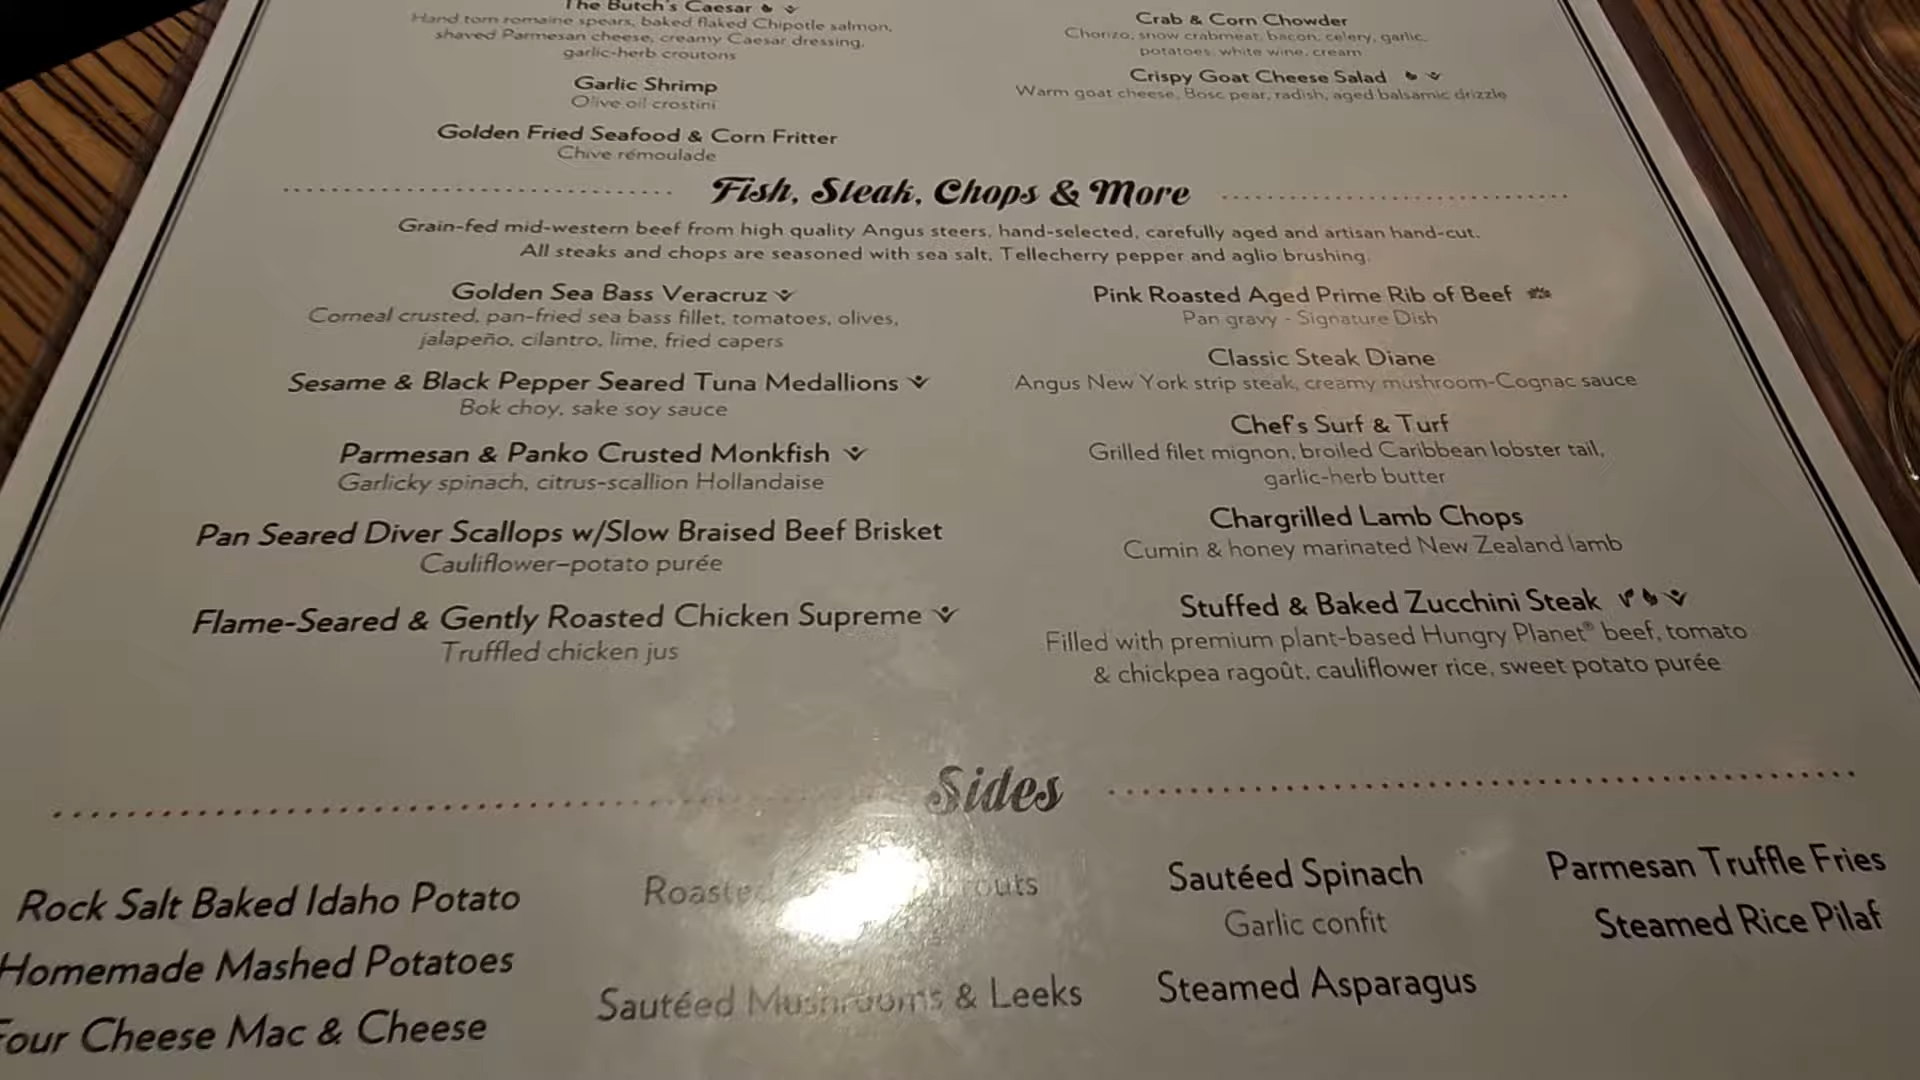 The Butch's Caesar
Hand torn romaine spears, baked flaked Chipotle salmon,
shaved Parmesan cheese, creamy Caesar dressing,
garlic-herb croutons
Garlic Shrimp
Olive oil crostini
Golden Fried Seafood & Corn Fritter
Chive rémoulade
Crab & Corn Chowder
Chorizo, snow crabmeat, bacon, celery, garlic,
potatoes, white wine, cream
Crispy Goat Cheese Salad
Warm goat cheese, Bosc pear, radish, aged balsamic drizzle
Fish, Steak, Chops & More
Grain-fed mid-western beef from high quality Angus steers, hand-selected, carefully aged and artisan hand-cut.
All steaks and chops are seasoned with sea salt, Tellecherry pepper and aglio brushing.
Golden Sea Bass Veracruz
Corneal crusted, pan-fried sea bass fillet, tomatoes, olives,
jalapeño, cilantro, lime, fried capers
Sesame & Black Pepper Seared Tuna Medallions
Bok choy, sake soy sauce
Parmesan & Panko Crusted Monkfish
Garlicky spinach, citrus-scallion Hollandaise
Pan Seared Diver Scallops w/Slow Braised Beef Brisket
Cauliflower-potato purée
Flame-Seared & Gently Roasted Chicken Supreme
Truffled chicken jus
Pink Roasted Aged Prime Rib of Beef
Pan gravy - Signature Dish
Classic Steak Diane
Angus New York strip steak, creamy mushroom-Cognac sauce
Chef's Surf & Turf
Grilled filet mignon, broiled Caribbean lobster tail,
garlic-herb butter
Chargrilled Lamb Chops
Cumin & honey marinated New Zealand lamb
Stuffed & Baked Zucchini Steak
Filled with premium plant-based Hungry Planet® beef, tomato
& chickpea ragoût, cauliflower rice, sweet potato purée
Sides
Rock Salt Baked Idaho Potato
Homemade Mashed Potatoes
Four Cheese Mac & Cheese
Roasted
Sautéed Mushrooms & Leeks
Sautéed Spinach
Garlic confit
Steamed Asparagus
Parmesan Truffle Fries
Steamed Rice Pilaf